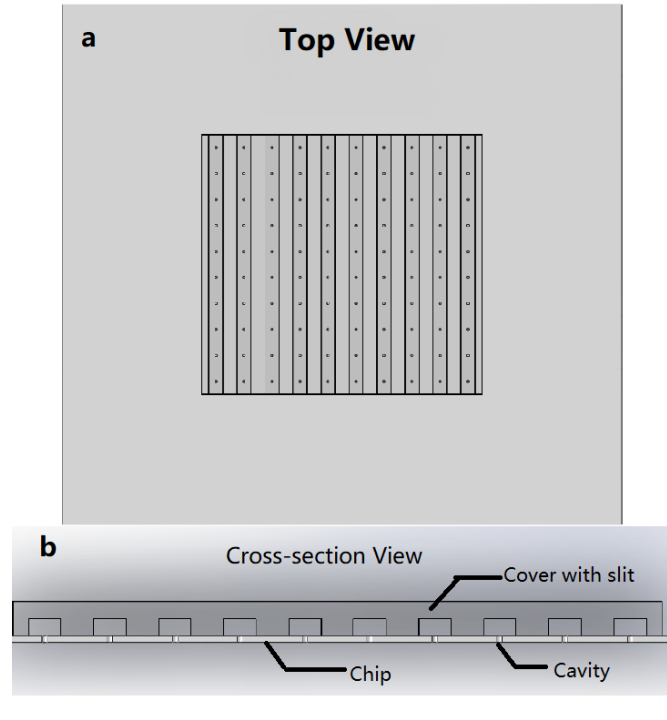 a
Top View
b
Cross-section View
Cover with slit
Chip
Cavity